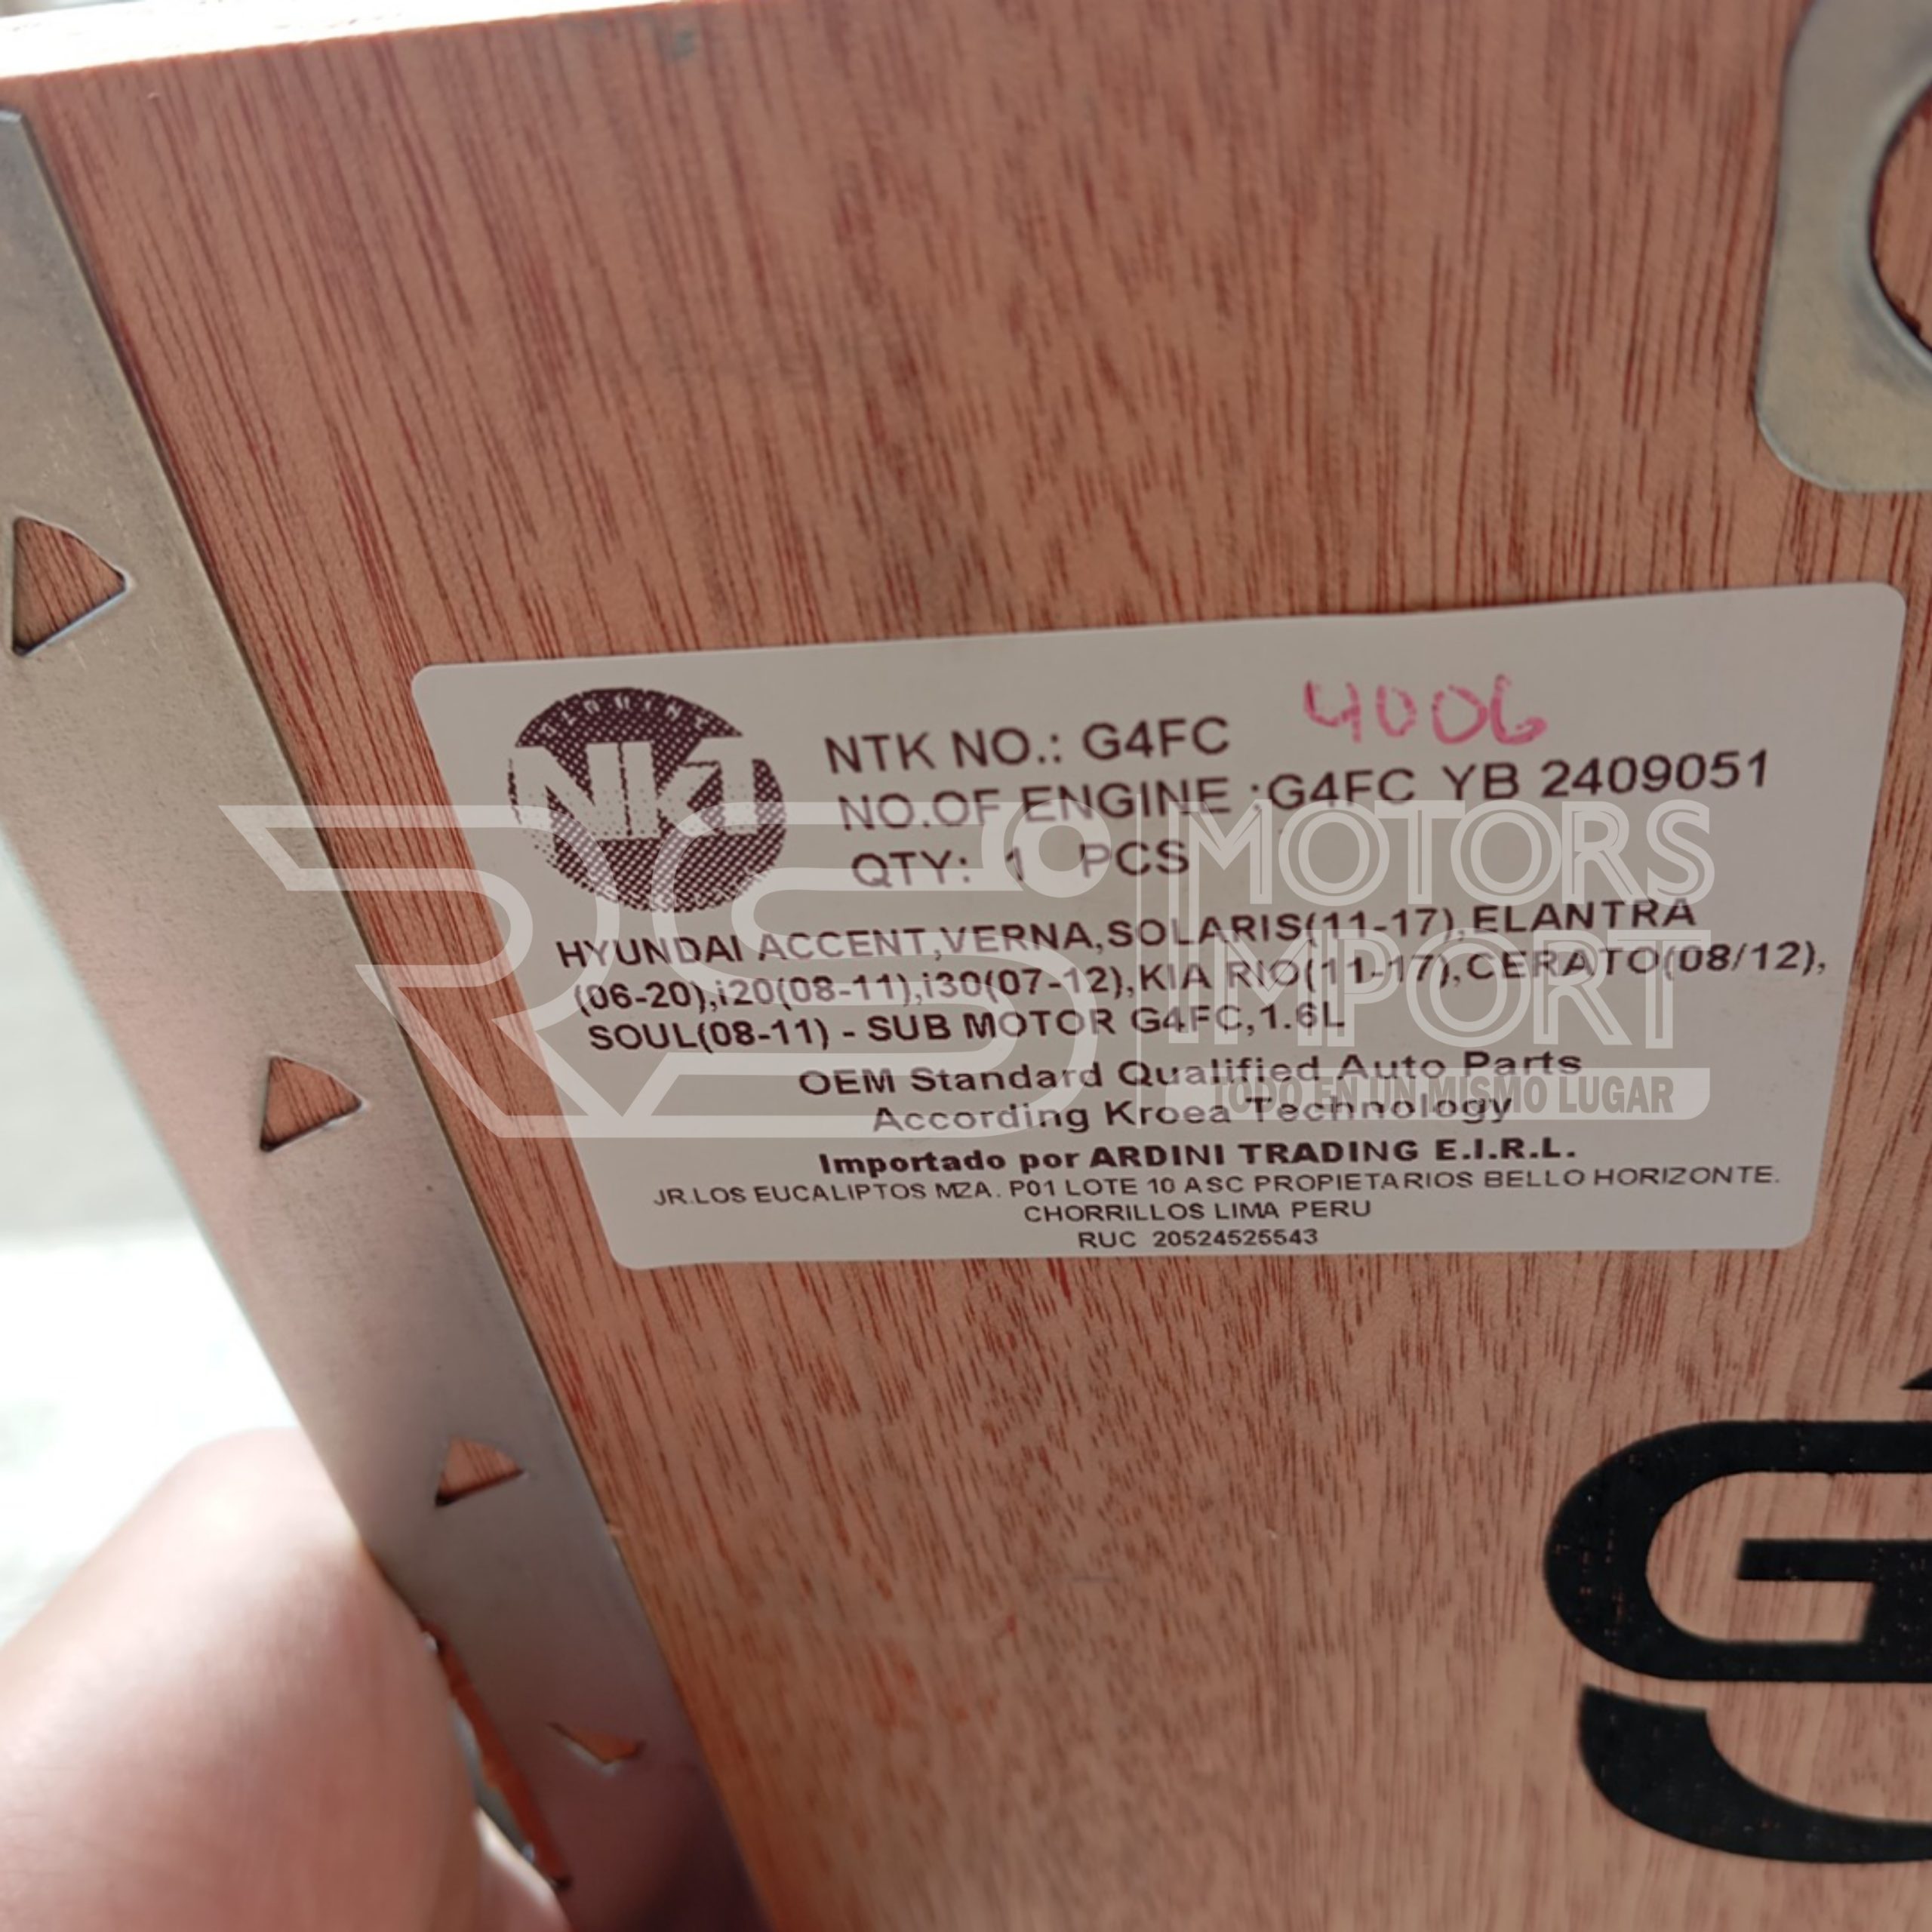 NKT
NTK NO.: G4FC 4006
NO.OF ENGINE :G4FC YB 2409051
QTY: 1 PCS
HYUNDAI ACCENT,VERNA,SOLARIS(11-17),ELANTRA
(06-20),i20(08-11),i30(07-12),KIA RIO(11-17),CERATO(08/12),
SOUL(08-11) - SUB MOTOR G4FC,1.6L
OEM Standard Qualified Auto Parts
According Kroea Technology
Importado por ARDINI TRADING E.I.R.L.
JR.LOS EUCALIPTOS MZA. P01 LOTE 10 ASC PROPIETARIOS BELLO HORIZONTE.
CHORRILLOS LIMA PERU
RUC 20524525543
RS MOTORS
IMPORT
TODO EN UN MISMO LUGAR